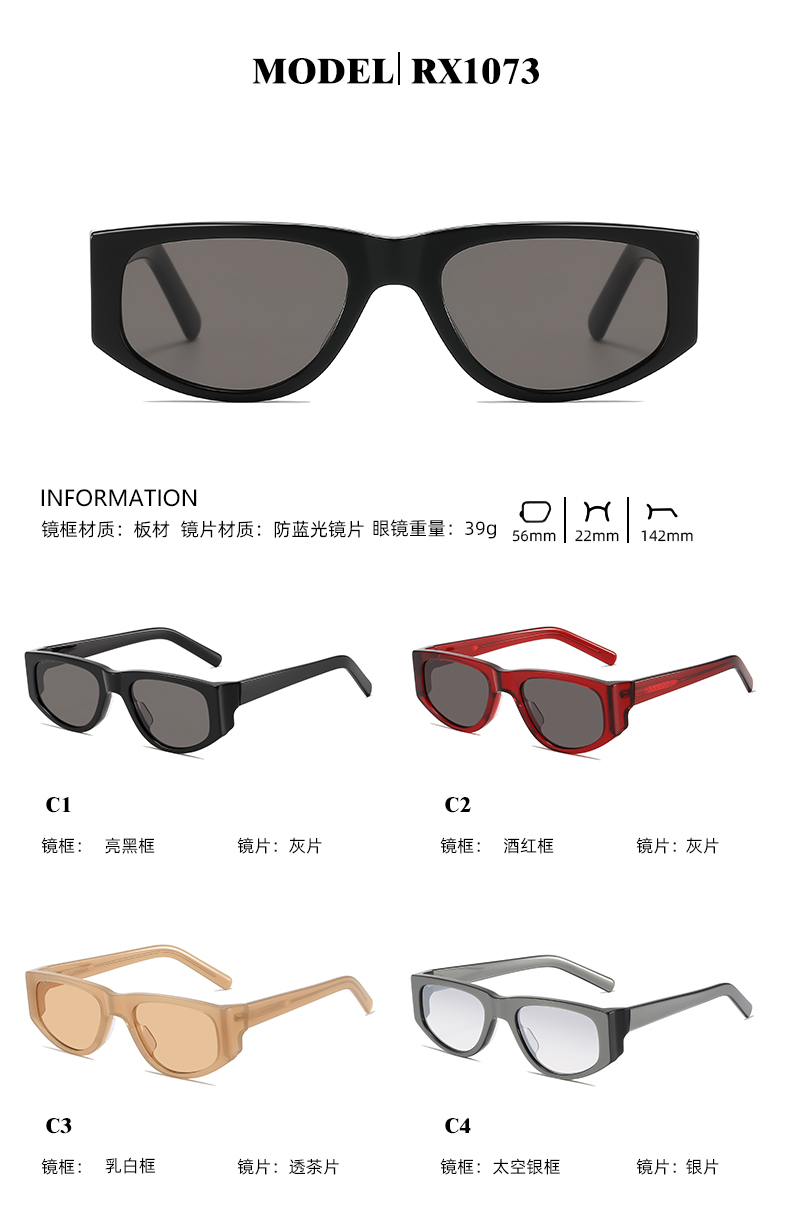 MODEL | RX1073
INFORMATION
镜框材质：板材 镜片材质：防蓝光镜片 眼镜重量：39g
56mm | 22mm | 142mm
C1
镜框： 亮黑框 镜片：灰片
C2
镜框： 酒红框 镜片：灰片
C3
镜框： 乳白框 镜片：透茶片
C4
镜框：太空银框 镜片：银片